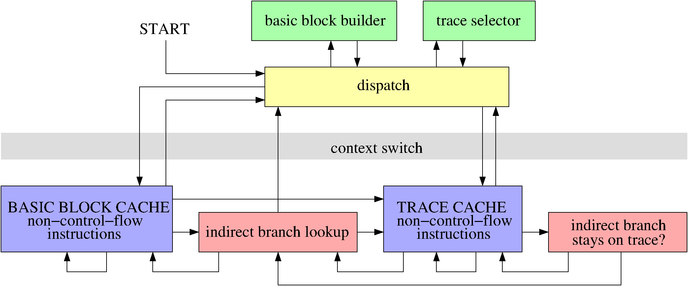 basic block builder
trace selector
START
dispatch
context switch
BASIC BLOCK CACHE
non−control−flow
instructions
indirect branch lookup
TRACE CACHE
non−control−flow
instructions
indirect branch
stays on trace?